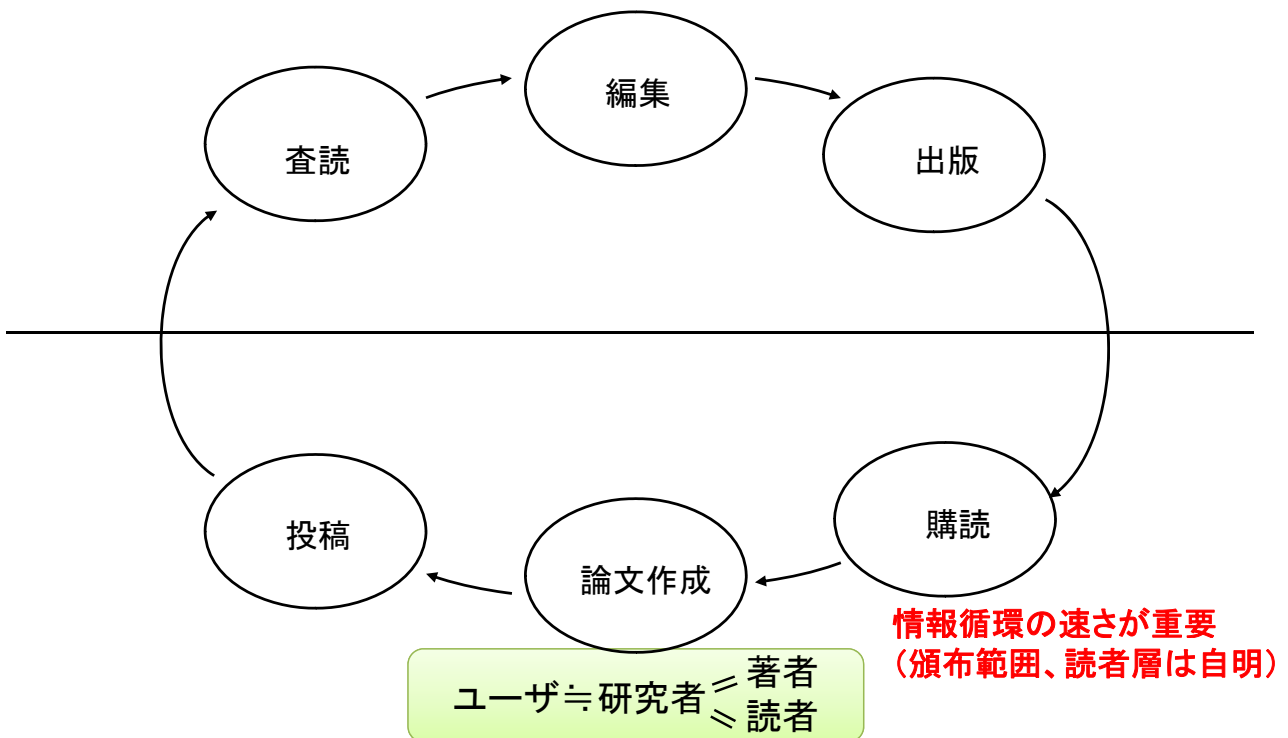 編集
査読
出版
投稿
論文作成
購読
情報循環の速さが重要
（頒布範囲、読者層は自明）
ユーザ≒研究者
＝著者
＝読者